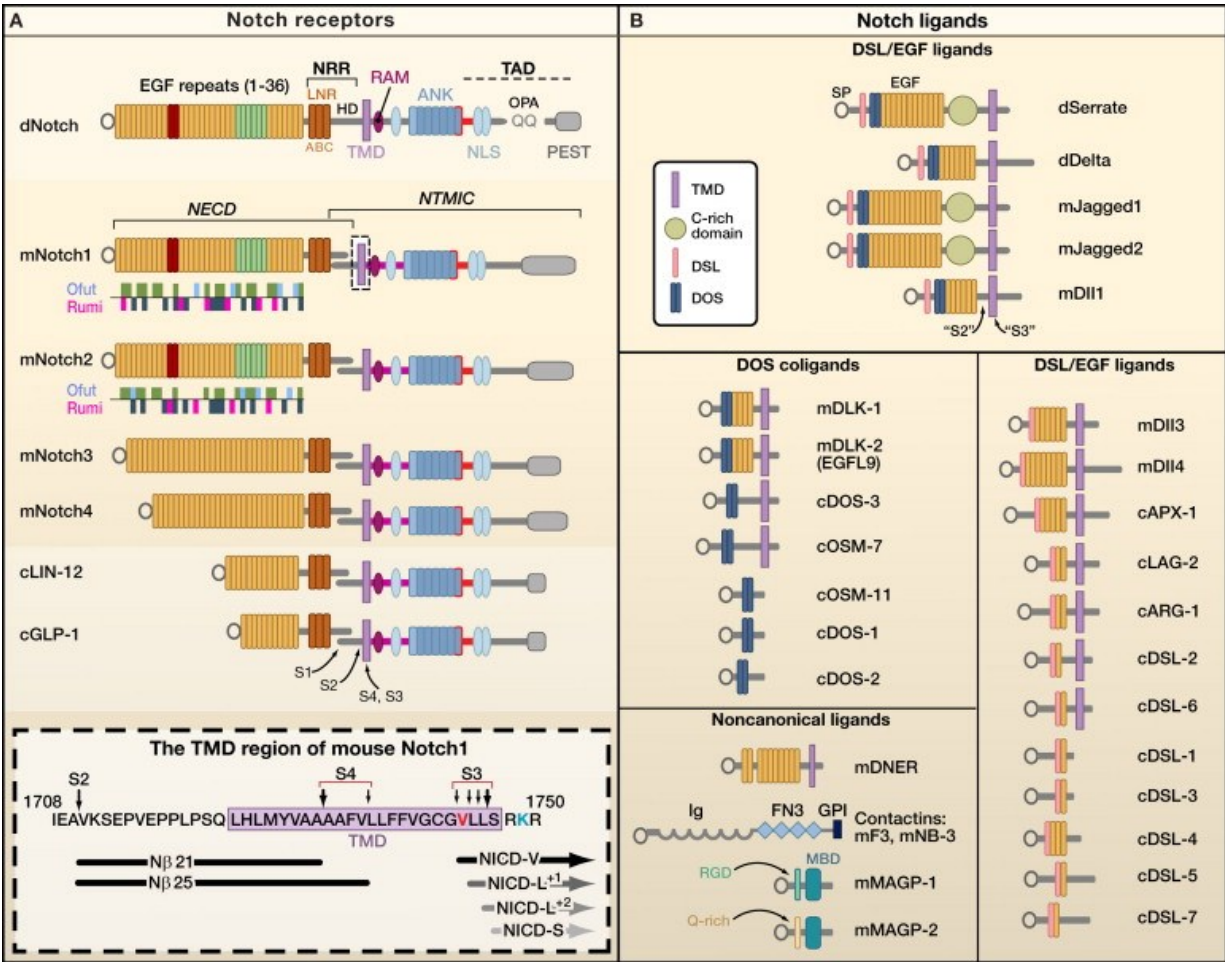 A Notch receptors
EGF repeats (1-36)
NRR
LNR
HD
RAM
ANK
TAD
OPA
QQ
dNotch
ABC
TMD
NLS
PEST
NECD
NTMIC
mNotch1
Ofut
Rumi
mNotch2
Ofut
Rumi
mNotch3
mNotch4
cLIN-12
cGLP-1
S1
S2
S4, S3
The TMD region of mouse Notch1
S2
S4
S3
1708
1750
IEAVKSEPVEPPLPSQLHLMYVAAAAFVLLFFVGCGVLLSRKR
TMD
Nβ 21
Nβ 25
NICD-V
NICD-L+1
NICD-L+2
NICD-S
B Notch ligands
DSL/EGF ligands
SP
EGF
dSerrate
dDelta
mJagged1
mJagged2
mDll1
"S2"
"S3"
TMD
C-rich
domain
DSL
DOS
DOS coligands
mDLK-1
mDLK-2
(EGFL9)
cDOS-3
cOSM-7
cOSM-11
cDOS-1
cDOS-2
Noncanonical ligands
mDNER
Ig
FN3
GPI
Contactins:
mF3, mNB-3
RGD
MBD
mMAGP-1
Q-rich
mMAGP-2
DSL/EGF ligands
mDll3
mDll4
cAPX-1
cLAG-2
cARG-1
cDSL-2
cDSL-6
cDSL-1
cDSL-3
cDSL-4
cDSL-5
cDSL-7